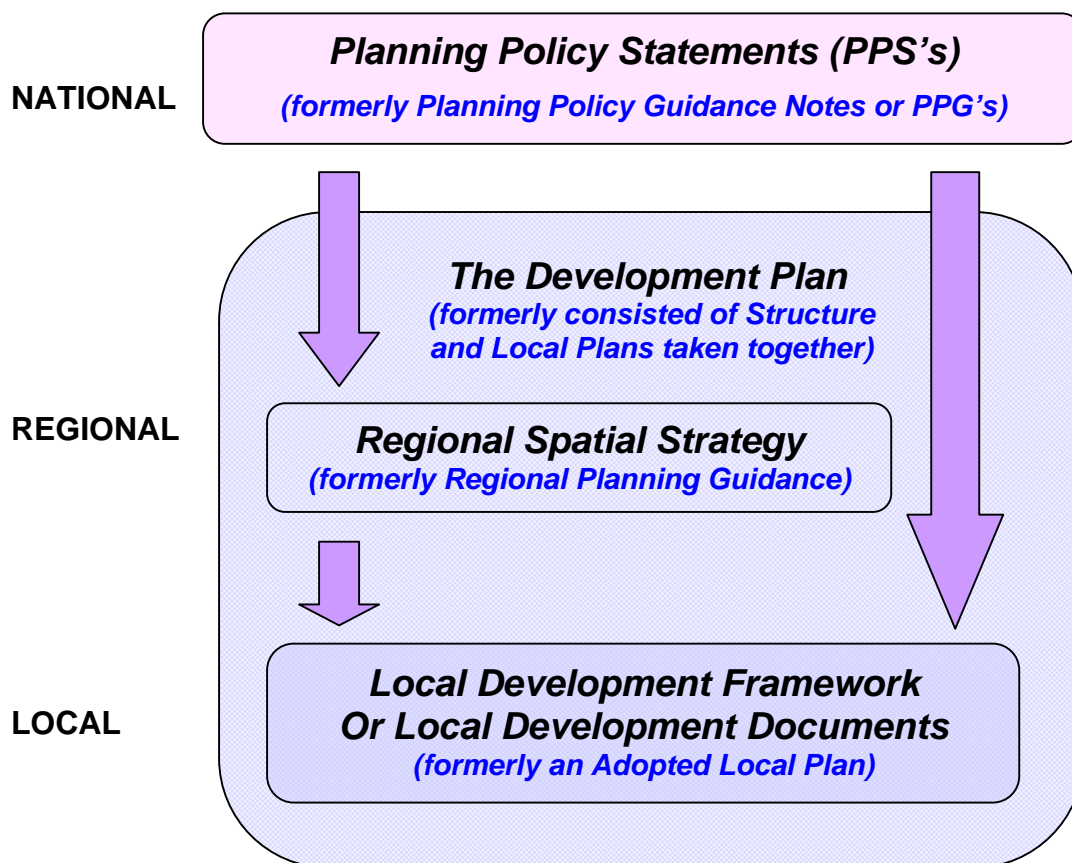 Planning Policy Statements (PPS’s)
NATIONAL
(formerly Planning Policy Guidance Notes or PPG’s)
The Development Plan
(formerly consisted of Structure
and Local Plans taken together)
REGIONAL
Regional Spatial Strategy
(formerly Regional Planning Guidance)
Local Development Framework
Or Local Development Documents
LOCAL
(formerly an Adopted Local Plan)